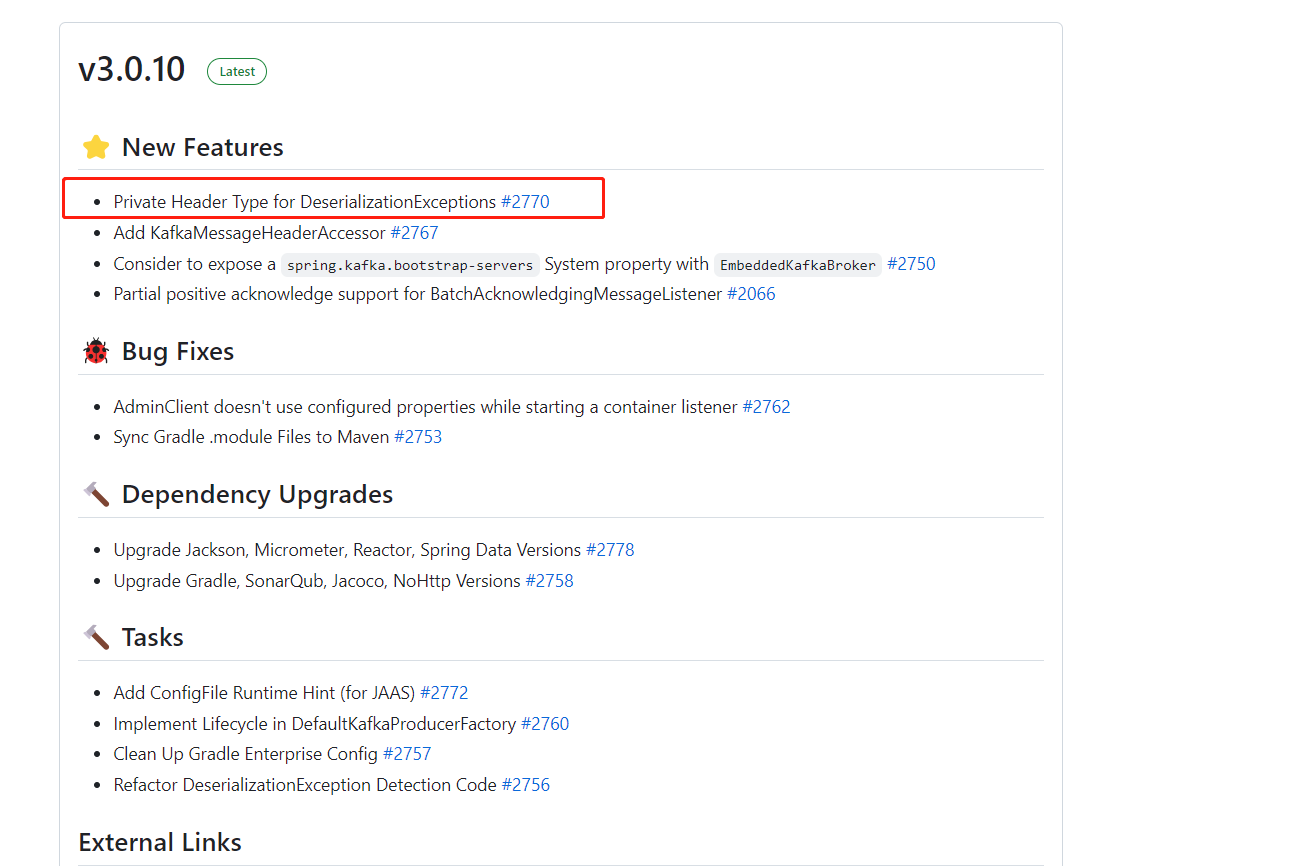 v3.0.10 Latest
New Features
Private Header Type for DeserializationExceptions #2770
Add KafkaMessageHeaderAccessor #2767
Consider to expose a spring.kafka.bootstrap-servers System property with EmbeddedKafkaBroker #2750
Partial positive acknowledge support for BatchAcknowledgingMessageListener #2066
Bug Fixes
AdminClient doesn't use configured properties while starting a container listener #2762
Sync Gradle .module Files to Maven #2753
Dependency Upgrades
Upgrade Jackson, Micrometer, Reactor, Spring Data Versions #2778
Upgrade Gradle, SonarQub, Jacoco, NoHttp Versions #2758
Tasks
Add ConfigFile Runtime Hint (for JAAS) #2772
Implement Lifecycle in DefaultKafkaProducerFactory #2760
Clean Up Gradle Enterprise Config #2757
Refactor DeserializationException Detection Code #2756
External Links